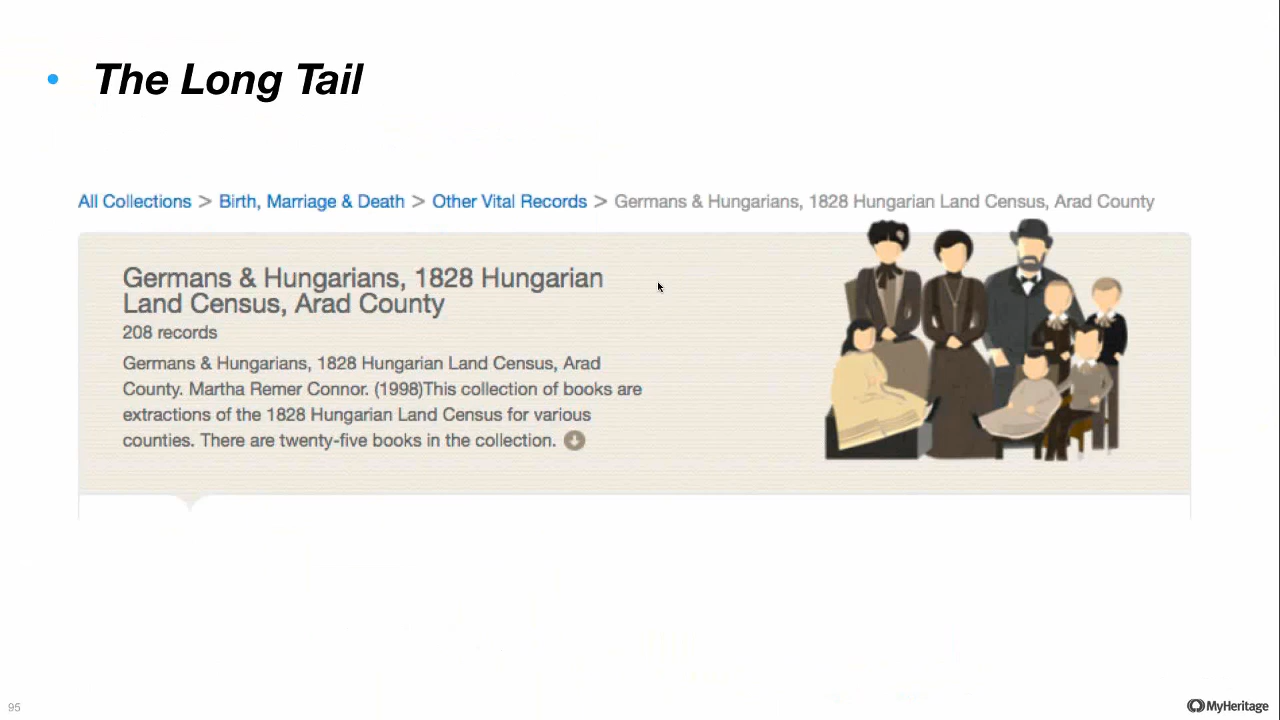 • The Long Tail
All Collections > Birth, Marriage & Death > Other Vital Records > Germans & Hungarians, 1828 Hungarian Land Census, Arad County
Germans & Hungarians, 1828 Hungarian
Land Census, Arad County
208 records
Germans & Hungarians, 1828 Hungarian Land Census, Arad
County. Martha Remer Connor. (1998)This collection of books are
extractions of the 1828 Hungarian Land Census for various
counties. There are twenty-five books in the collection.
95
MyHeritage